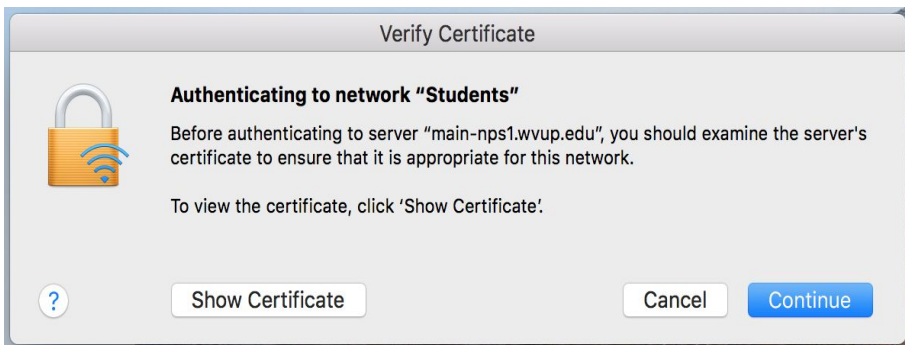 Verify Certificate
Authenticating to network “Students”
Before authenticating to server “main-nps1.wvup.edu”, you should examine the server's
certificate to ensure that it is appropriate for this network.
To view the certificate, click ‘Show Certificate’.
?
Show Certificate
Cancel
Continue